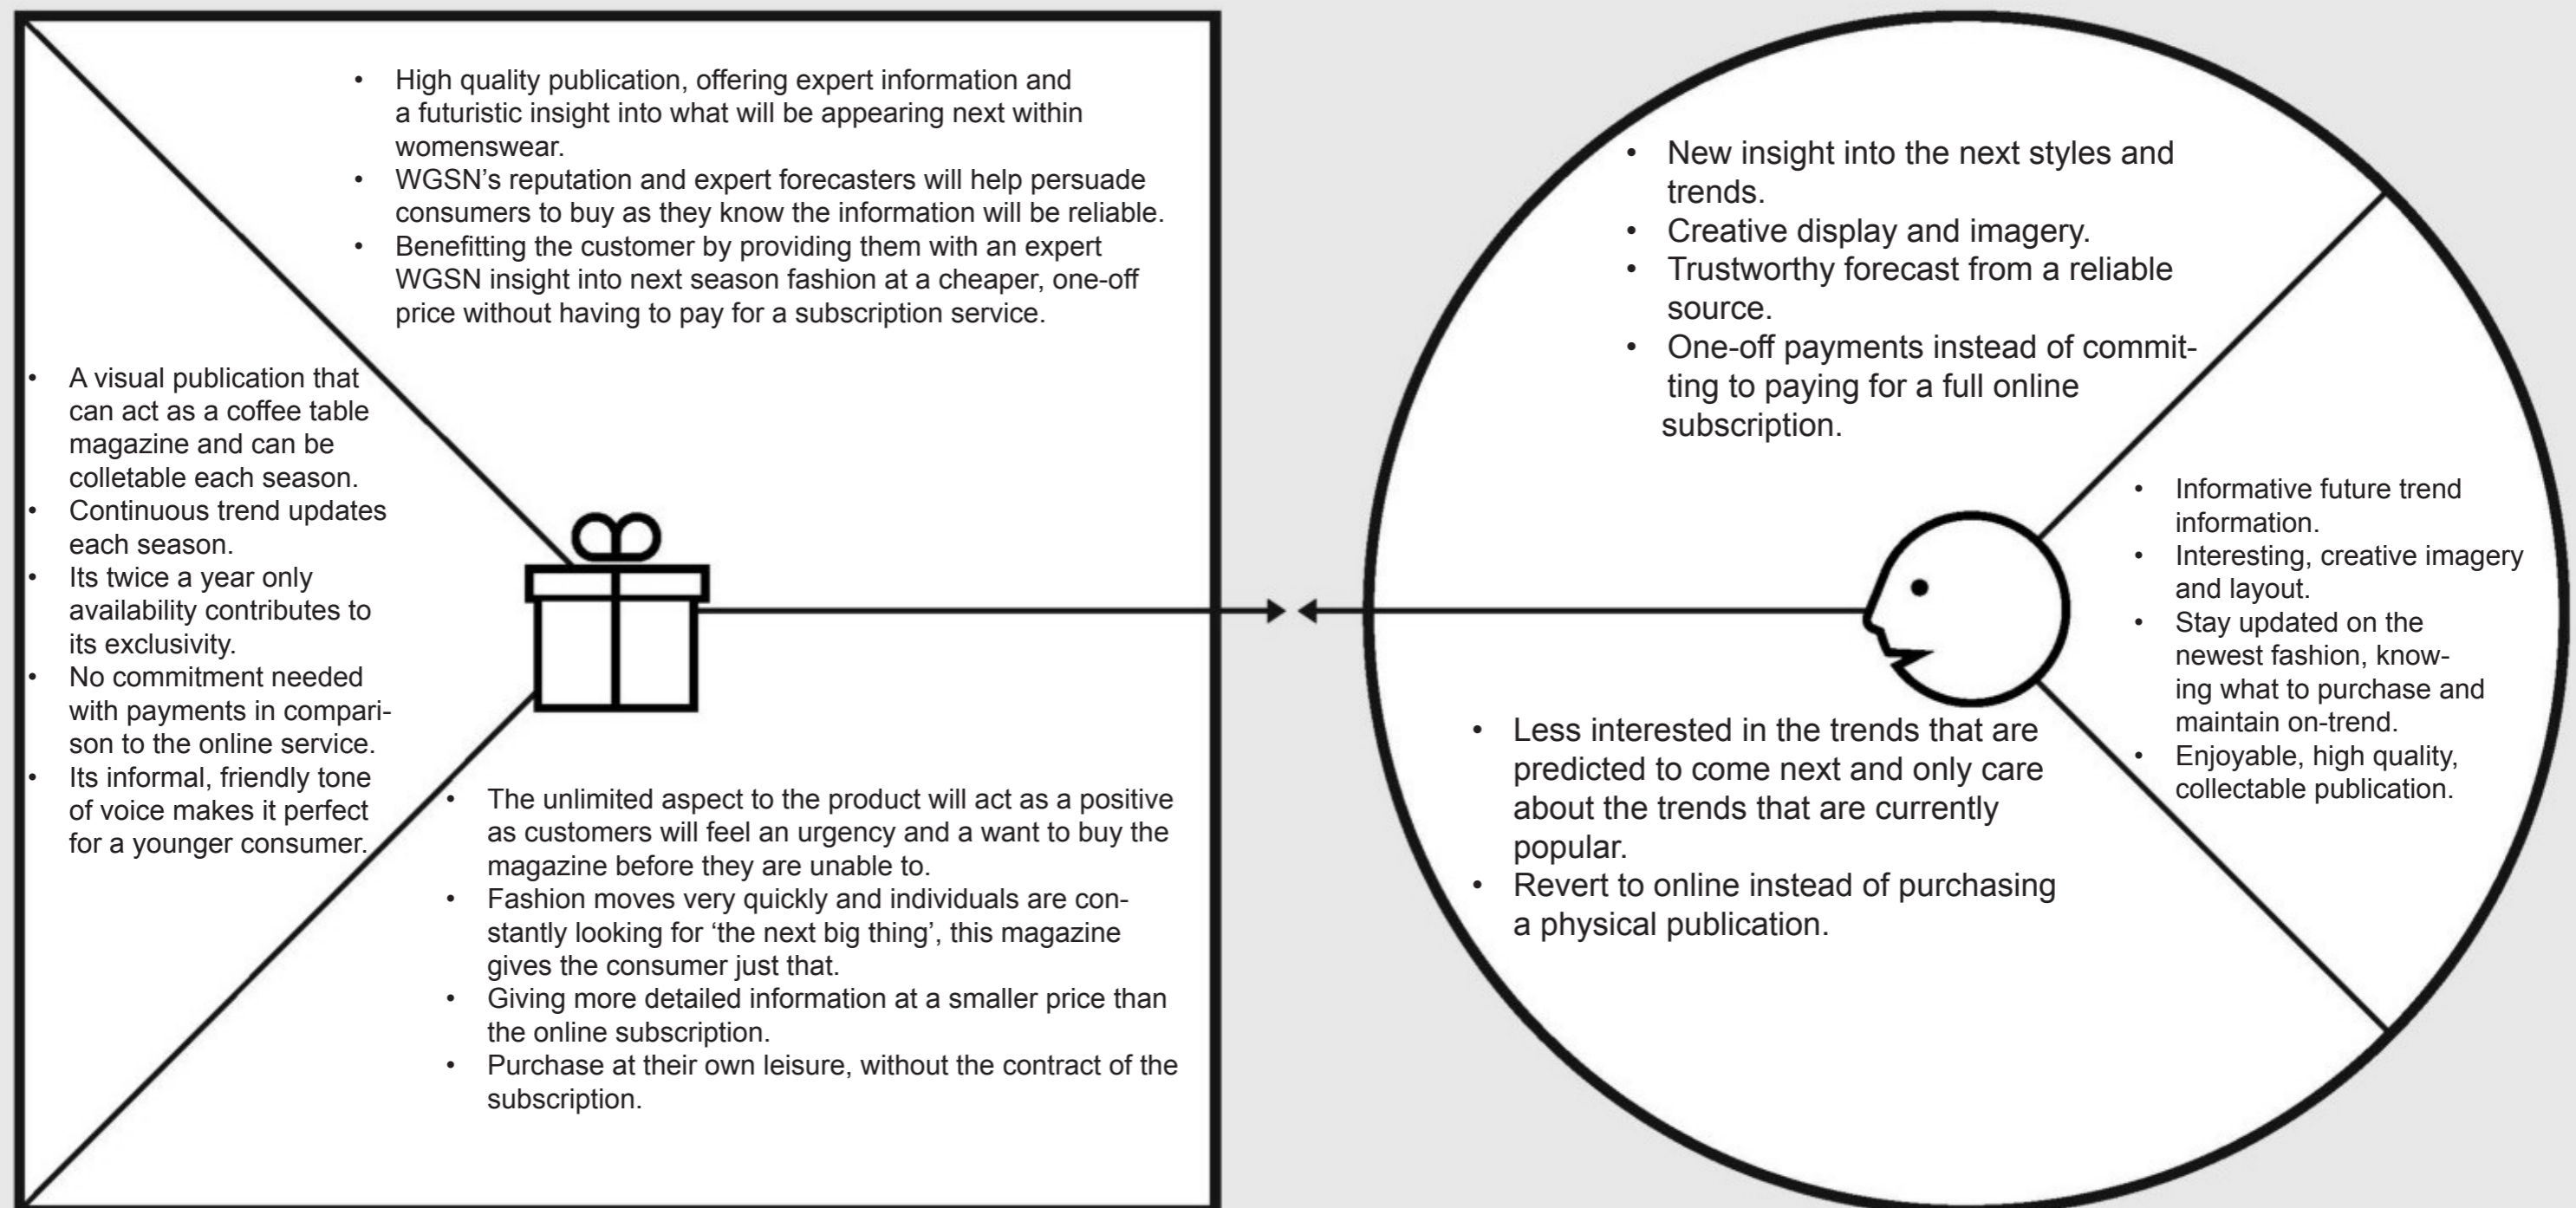 • High quality publication, offering expert information and
a futuristic insight into what will be appearing next within
womenswear.
• WGSN’s reputation and expert forecasters will help persuade
consumers to buy as they know the information will be reliable.
• Benefitting the customer by providing them with an expert
WGSN insight into next season fashion at a cheaper, one-off
price without having to pay for a subscription service.
• A visual publication that
can act as a coffee table
magazine and can be
colletable each season.
• Continuous trend updates
each season.
• Its twice a year only
availability contributes to
its exclusivity.
• No commitment needed
with payments in compari-
son to the online service.
• Its informal, friendly tone
of voice makes it perfect
for a younger consumer.
• The unlimited aspect to the product will act as a positive
as customers will feel an urgency and a want to buy the
magazine before they are unable to.
• Fashion moves very quickly and individuals are con-
stantly looking for ‘the next big thing’, this magazine
gives the consumer just that.
• Giving more detailed information at a smaller price than
the online subscription.
• Purchase at their own leisure, without the contract of the
subscription.
• New insight into the next styles and
trends.
• Creative display and imagery.
• Trustworthy forecast from a reliable
source.
• One-off payments instead of commit-
ting to paying for a full online
subscription.
• Informative future trend
information.
• Interesting, creative imagery
and layout.
• Stay updated on the
newest fashion, know-
ing what to purchase and
maintain on-trend.
• Enjoyable, high quality,
collectable publication.
• Less interested in the trends that are
predicted to come next and only care
about the trends that are currently
popular.
• Revert to online instead of purchasing
a physical publication.